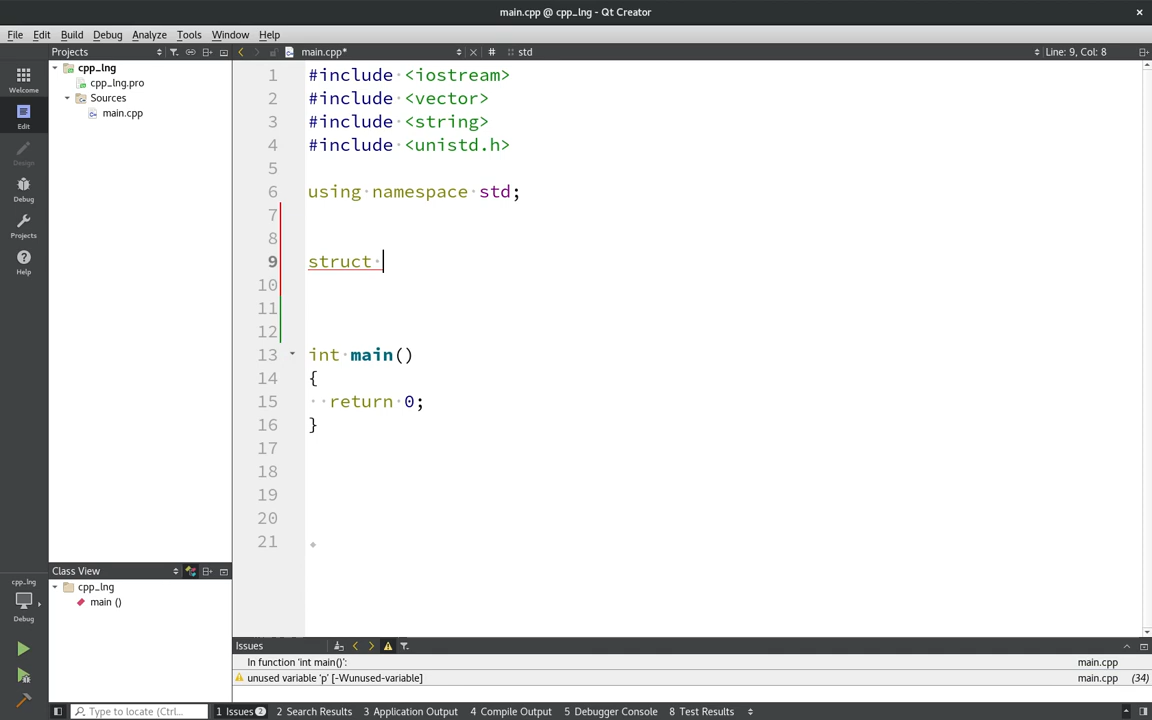 main.cpp @ cpp_lng - Qt Creator
×
File Edit Build Debug Analyze Tools Window Help
Projects
main.cpp*
# std
Line: 9, Col: 8
cpp_lng
cpp_lng.pro
Sources
main.cpp
Welcome
Edit
Design
Debug
Projects
Help
1 #include <iostream>
2 #include <vector>
3 #include <string>
4 #include <unistd.h>
5
6 using namespace std;
7
8
9 struct
10
11
12
13 int main()
14 {
15 return 0;
16 }
17
18
19
20
21
Class View
cpp_lng
main ()
cpp_lng
Debug
Issues
In function 'int main()': main.cpp
unused variable 'p' [-Wunused-variable] main.cpp (34)
Type to locate (Ctrl...
1 Issues 2
2 Search Results
3 Application Output
4 Compile Output
5 Debugger Console
8 Test Results